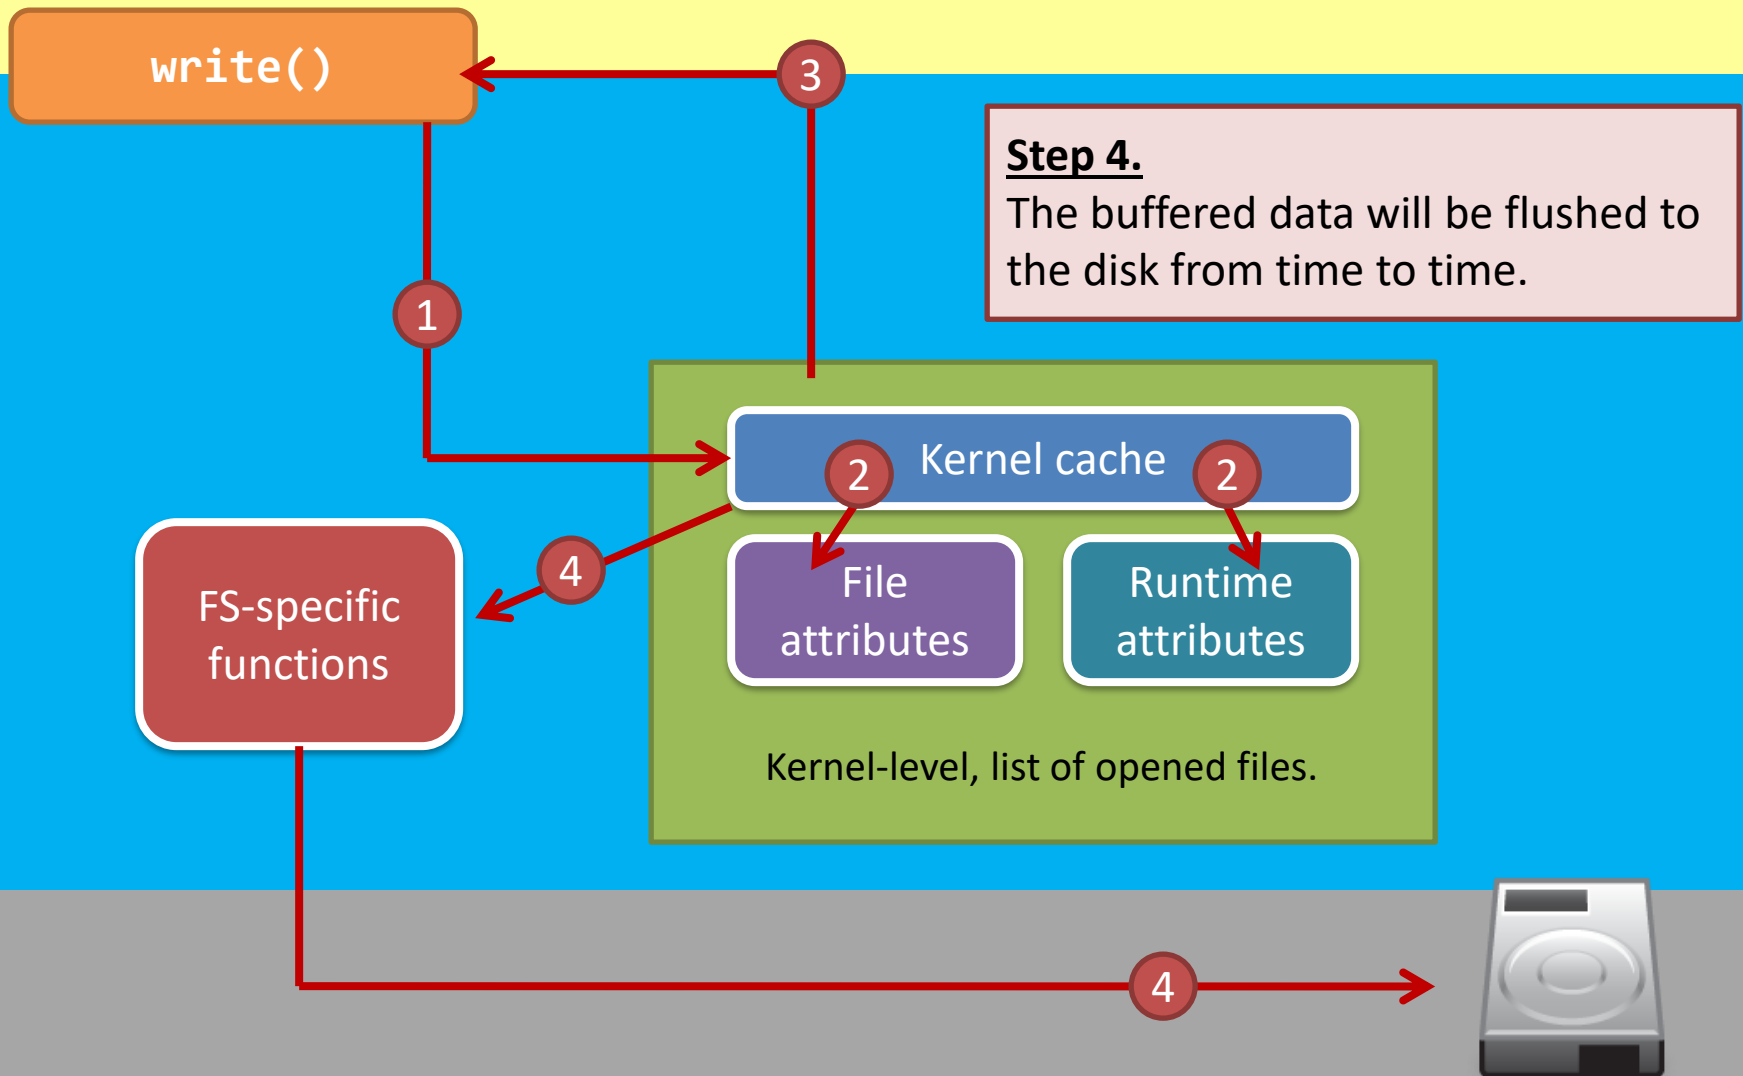 write()
3
Step 4.
The buffered data will be flushed to
the disk from time to time.
1
Kernel cache
2
2
4
File
attributes
Runtime
attributes
FS-specific
functions
Kernel-level, list of opened files.
4